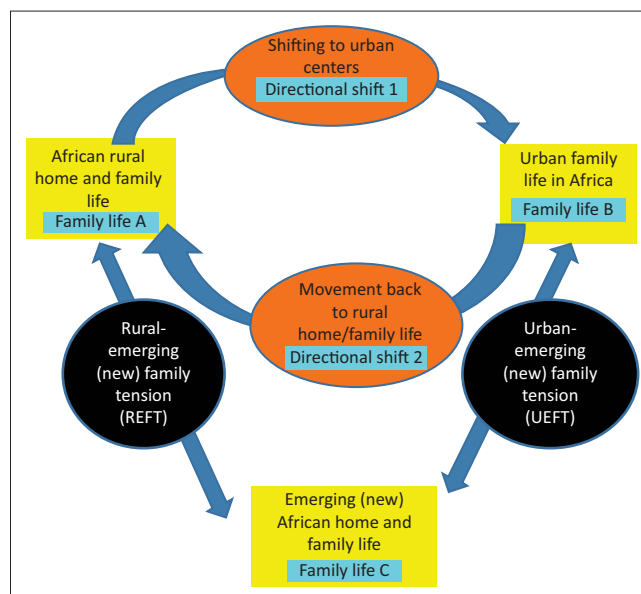 Shifting to urban
centers
Directional shift 1
African rural
home and family
life
Family life A
Urban family
life in Africa
Family life B
Movement back
to rural
home/family life
Directional shift 2
Rural-
emerging
(new) family
tension
(REFT)
Urban-
emerging
(new) family
tension
(UEFT)
Emerging (new)
African home and
family life
Family life C